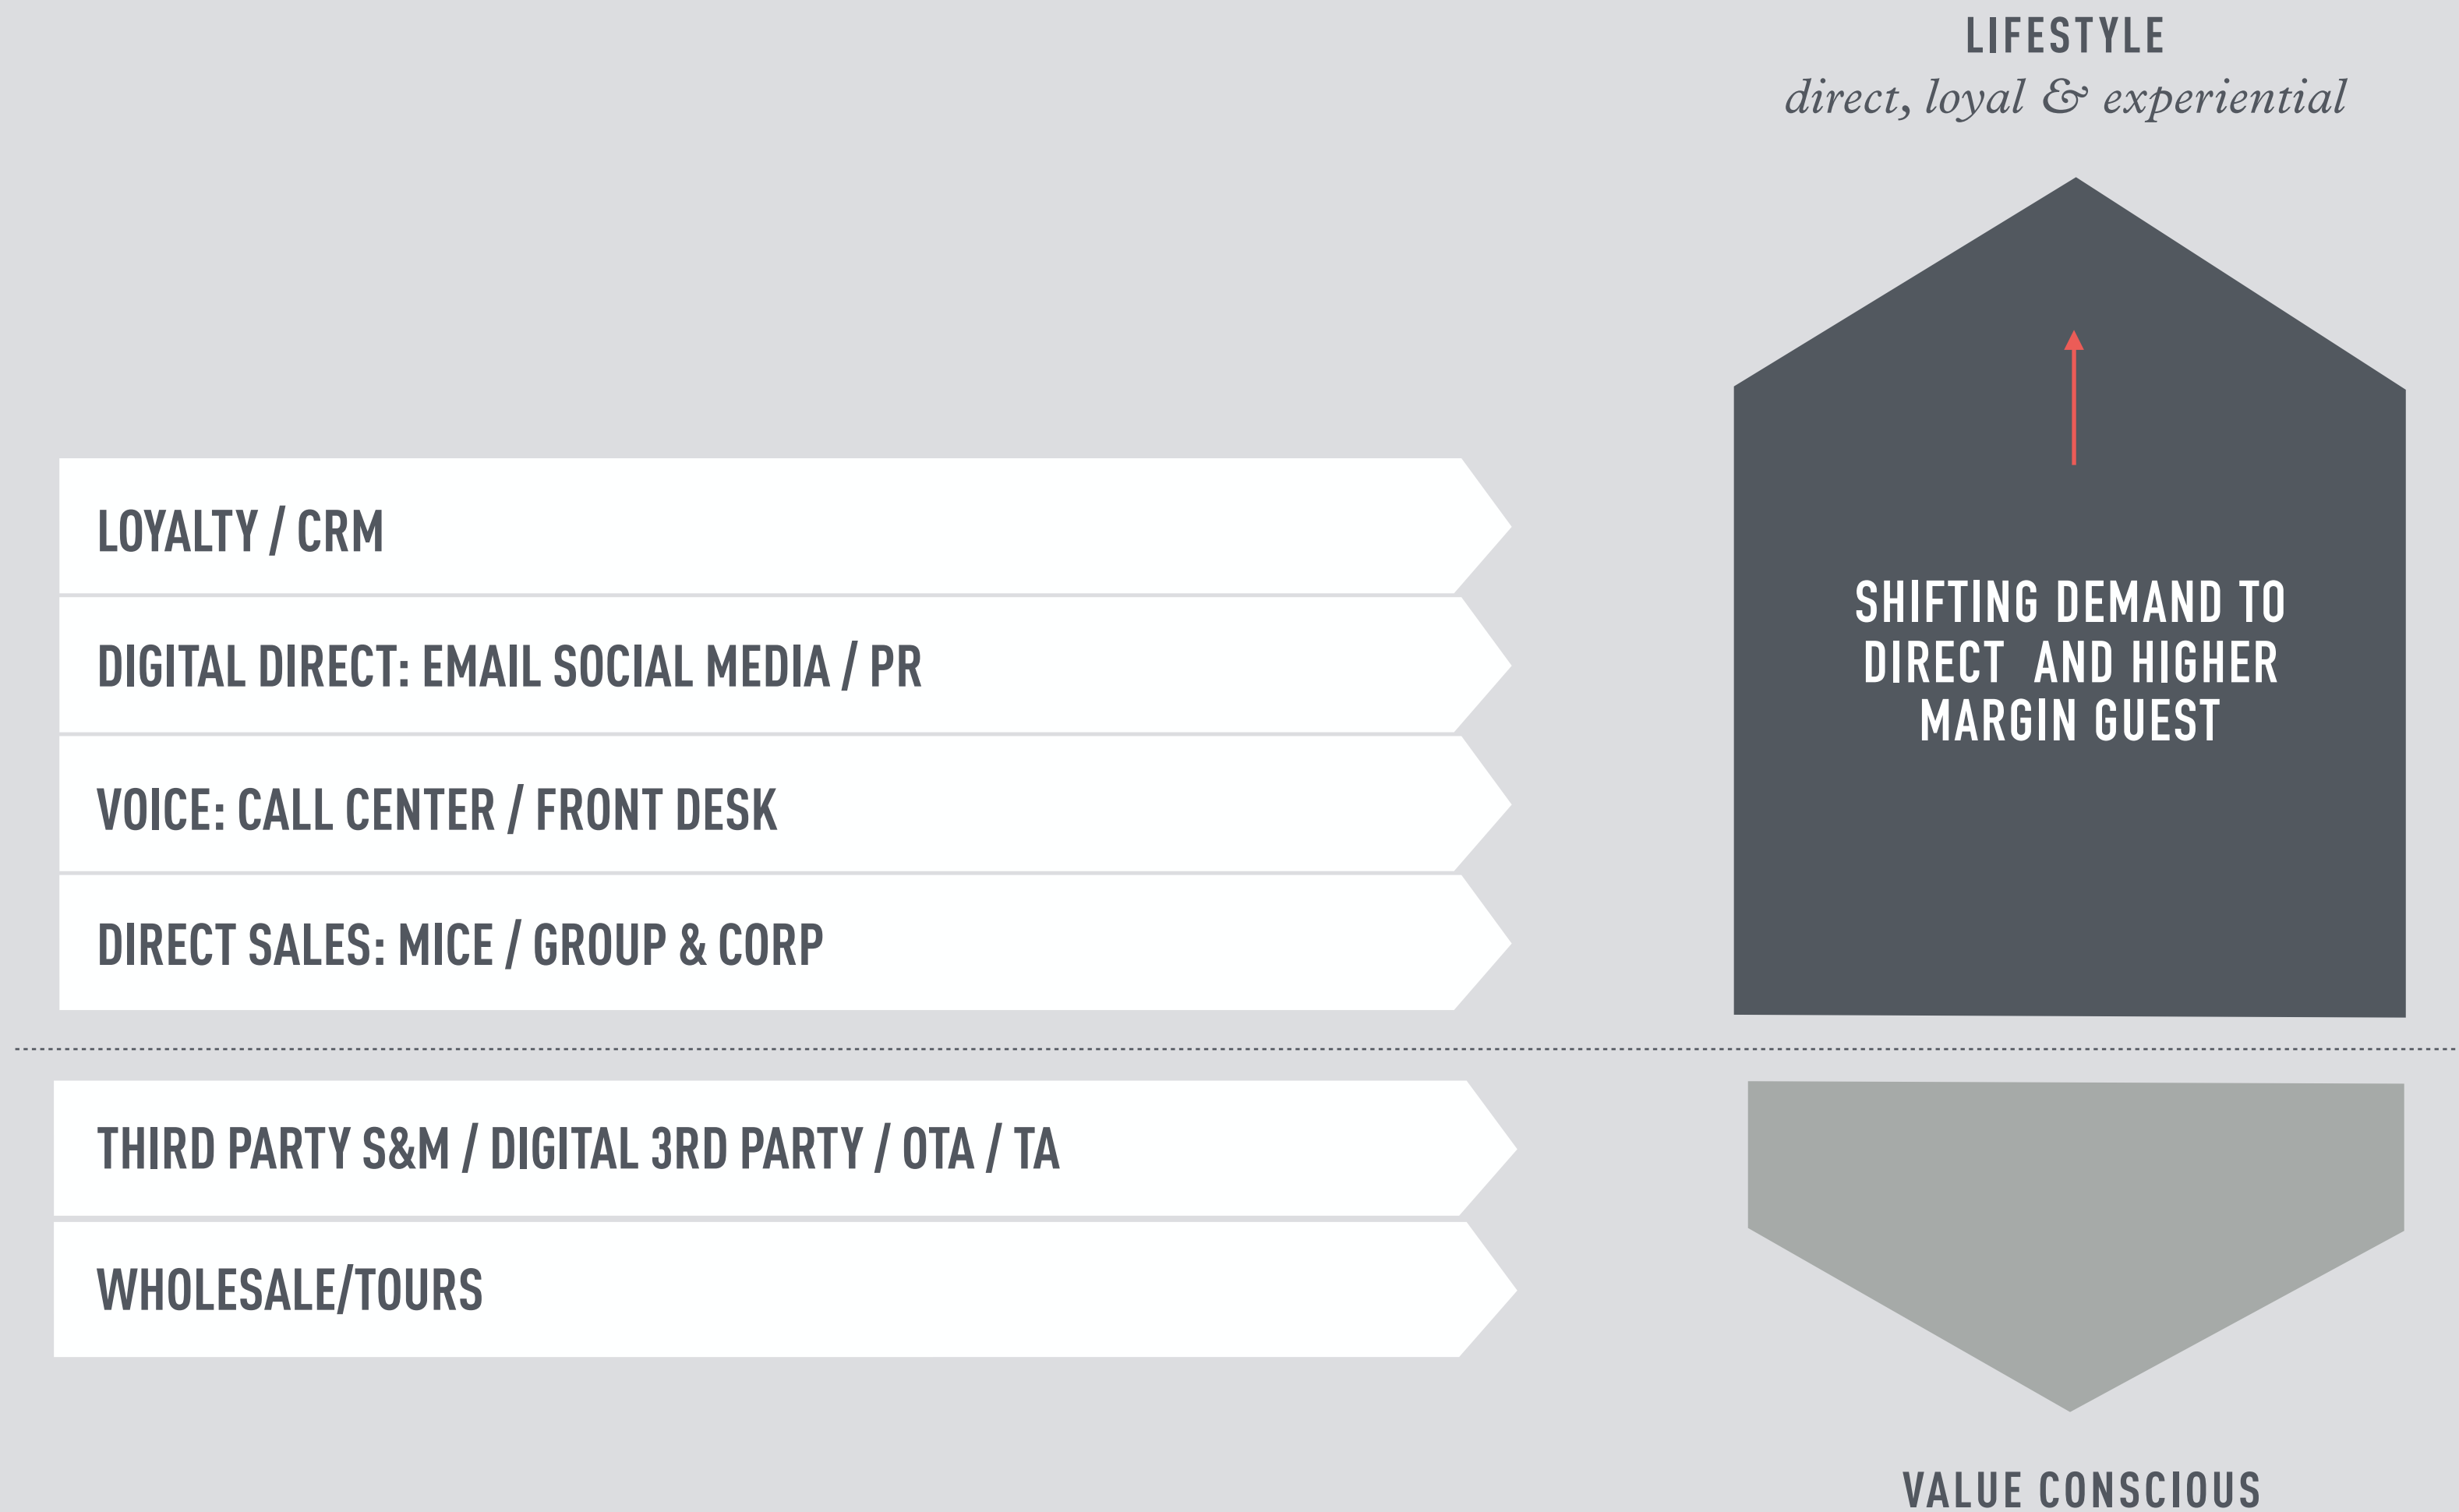 LIFESTYLE
direct, loyal & experiential
LOYALTY / CRM
DIGITAL DIRECT: EMAIL SOCIAL MEDIA / PR
VOICE: CALL CENTER / FRONT DESK
DIRECT SALES: MICE / GROUP & CORP
SHIFTING DEMAND TO
DIRECT AND HIGHER
MARGIN GUEST
THIRD PARTY S&M / DIGITAL 3RD PARTY / OTA / TA
WHOLESALE/TOURS
VALUE CONSCIOUS